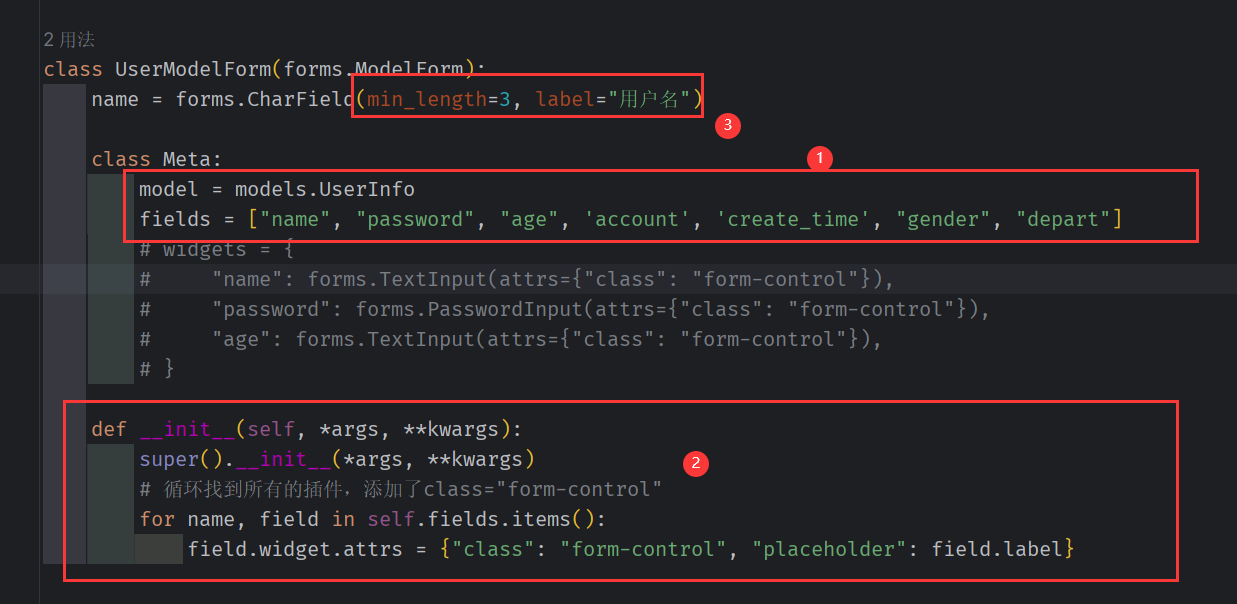 2 用法
class UserModelForm(forms.ModelForm):
name = forms.CharField(min_length=3, label="用户名")
3
class Meta:
1
model = models.UserInfo
fields = ["name", "password", "age", 'account', 'create_time', "gender", "depart"]
# widgets = {
#     "name": forms.TextInput(attrs={"class": "form-control"}),
#     "password": forms.PasswordInput(attrs={"class": "form-control"}),
#     "age": forms.TextInput(attrs={"class": "form-control"}),
# }
def __init__(self, *args, **kwargs):
super().__init__(*args, **kwargs)
2
# 循环找到所有的插件，添加了class="form-control"
for name, field in self.fields.items():
field.widget.attrs = {"class": "form-control", "placeholder": field.label}